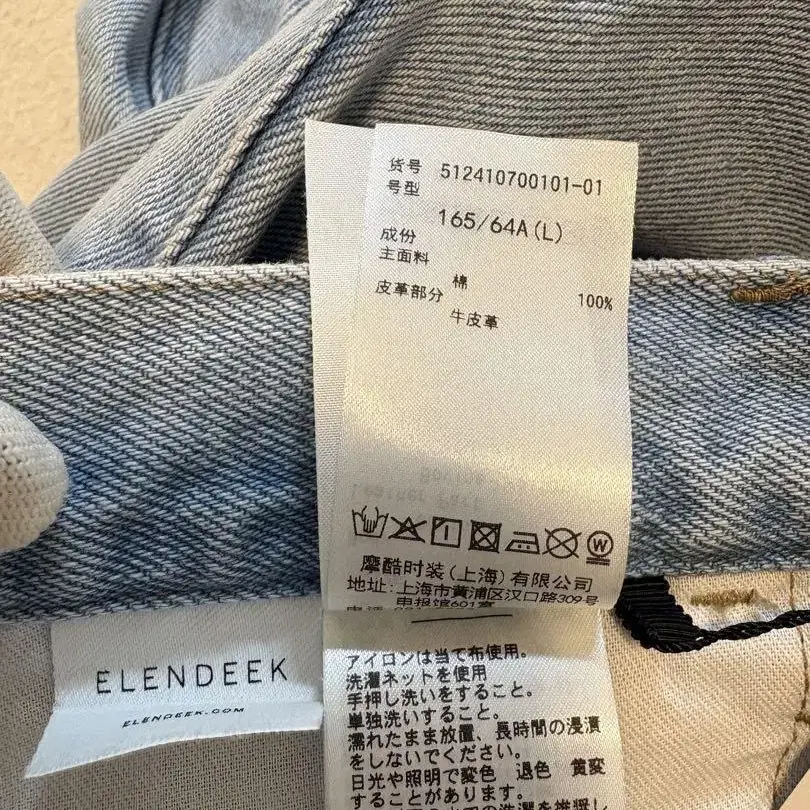 货号 512410700101-01
号型 165/64A(L)
成份
主面料 棉 100%
皮革部分 牛皮革
摩酷时装(上海)有限公司
地址: 上海市黄浦区汉口路309号
申报馆601室
ELENDEEK
ELENDEEK.COM
アイロンは当て布使用。
洗濯ネットを使用
手押し洗いをすること。
単独洗いすること。
濡れたまま放置、長時間の浸漬
をしないでください。
日光や照明で変色 退色 黄変
することがあります。